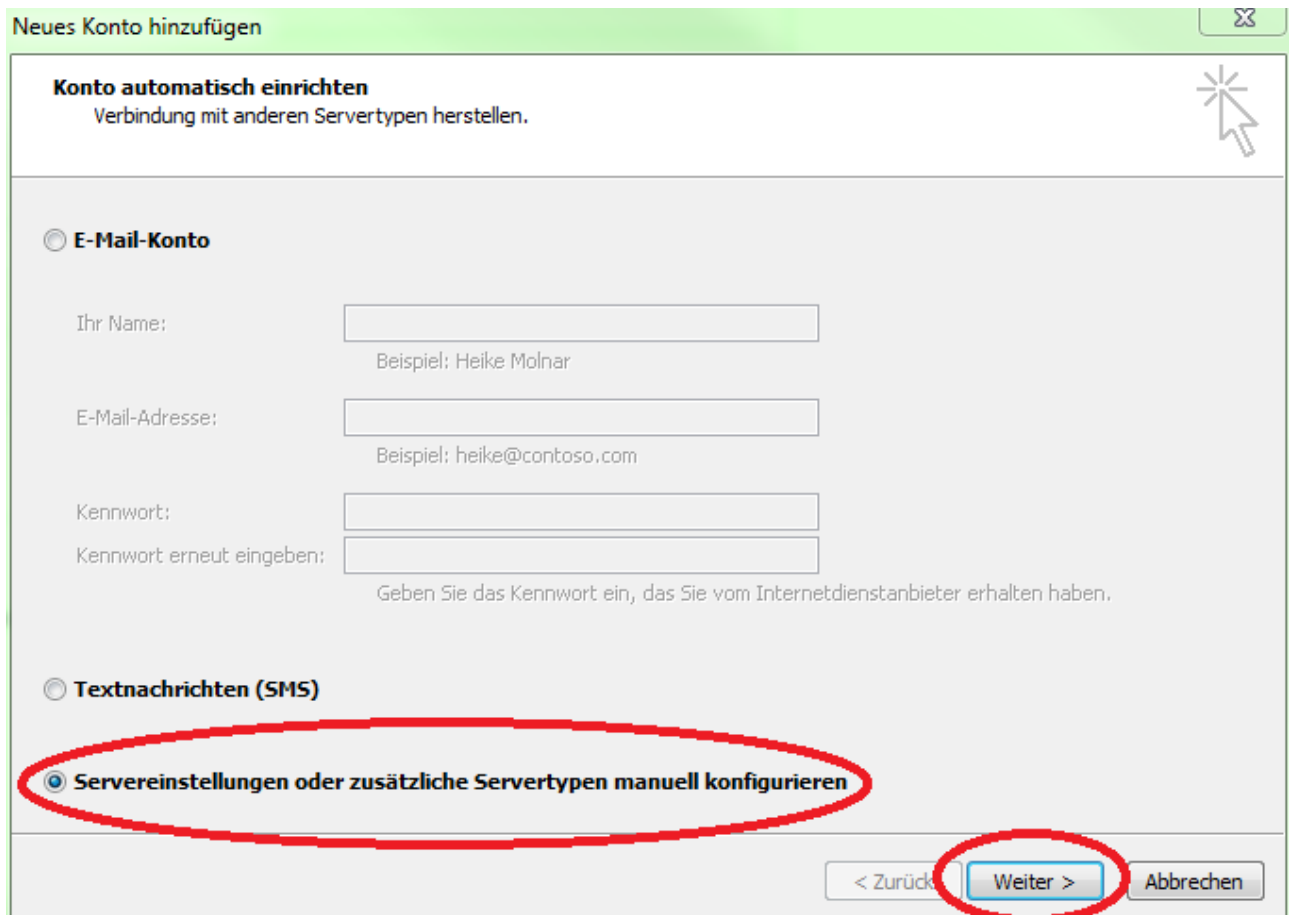 Neues Konto hinzufügen
Konto automatisch einrichten
Verbindung mit anderen Servertypen herstellen.
E-Mail-Konto
Ihr Name:
Beispiel: Heike Molnar
E-Mail-Adresse:
Beispiel: heike@contoso.com
Kennwort:
Kennwort erneut eingeben:
Geben Sie das Kennwort ein, das Sie vom Internetdienstanbieter erhalten haben.
Textnachrichten (SMS)
Servereinstellungen oder zusätzliche Servertypen manuell konfigurieren
< Zurück Weiter > Abbrechen